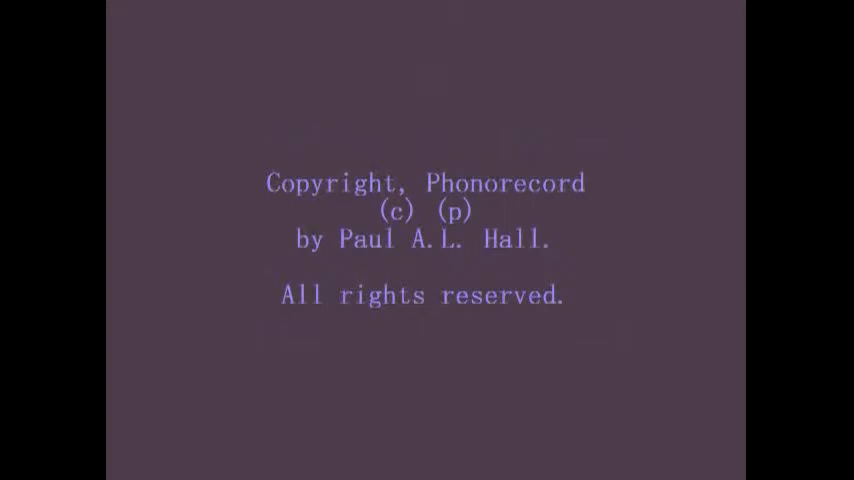 Copyright, Phonorecord
(c) (p)
by Paul A.L. Hall.
All rights reserved.